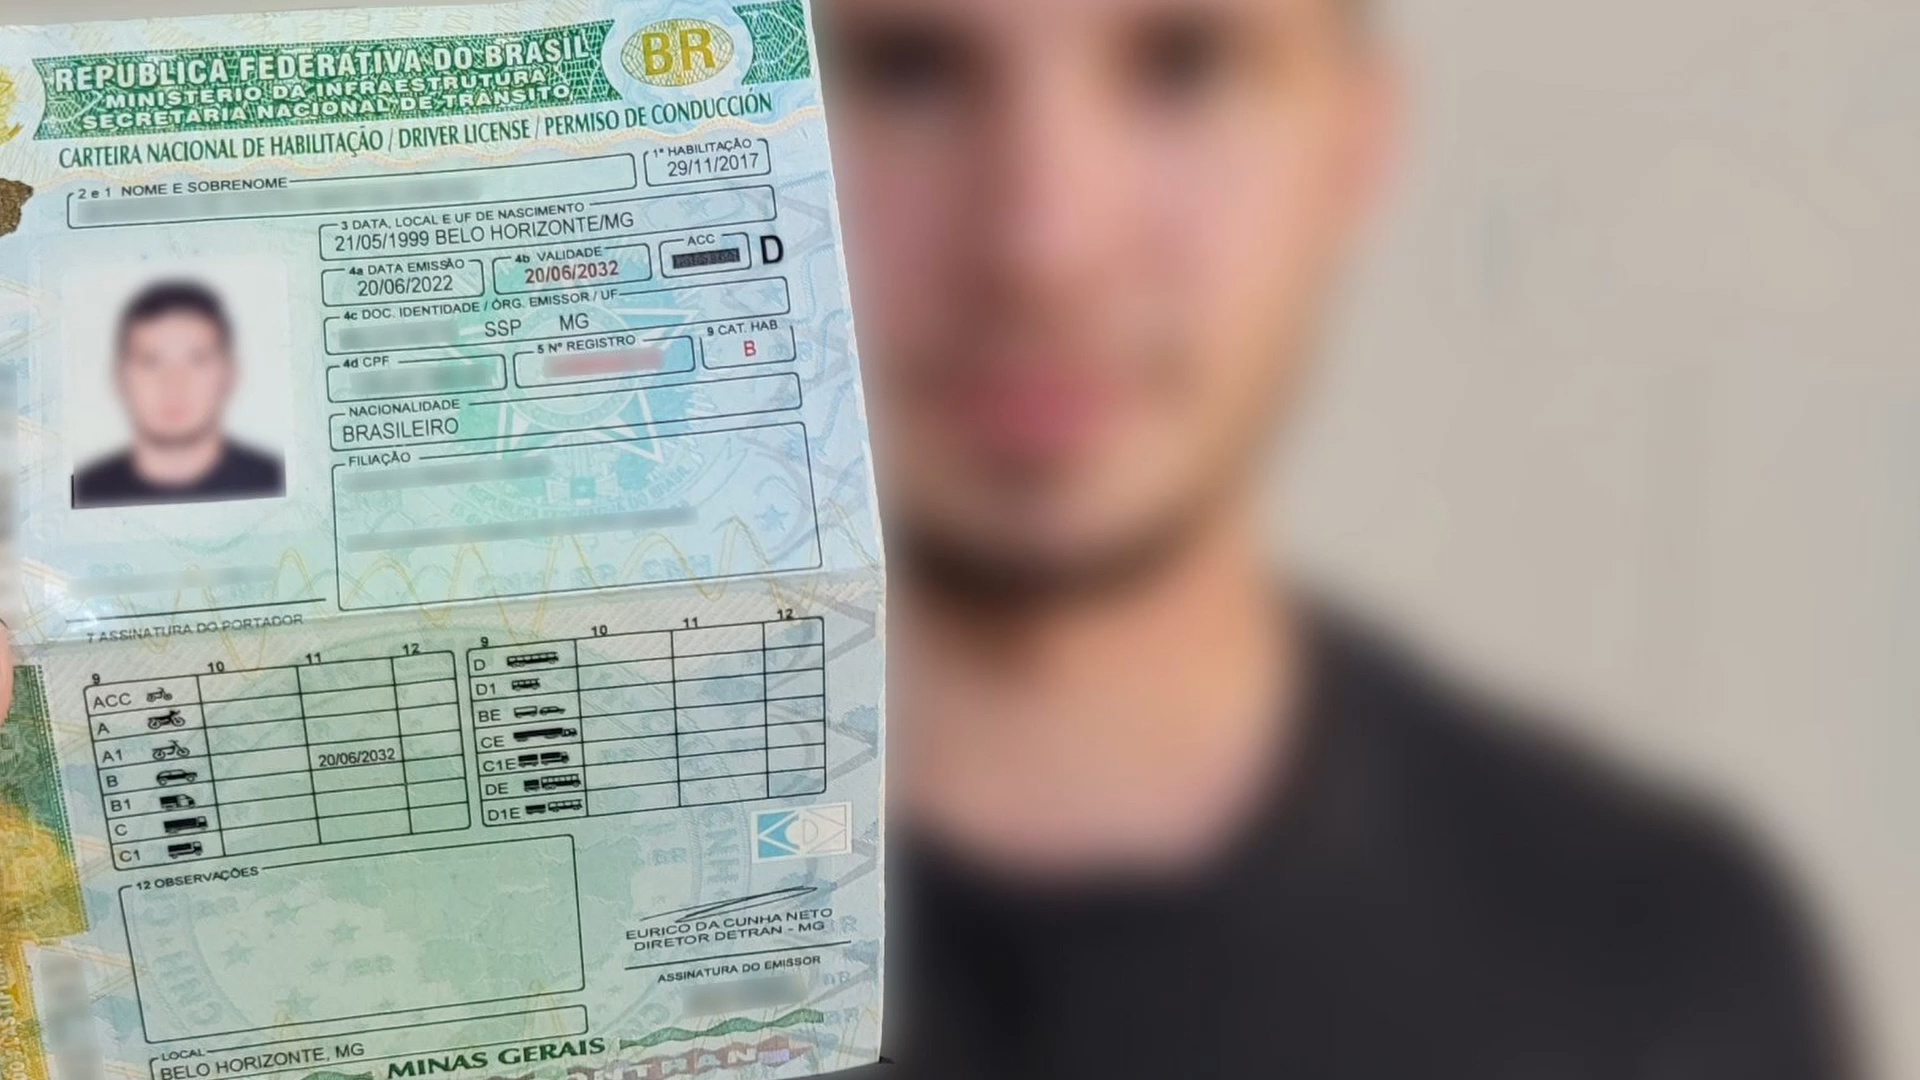 REPÚBLICA FEDERATIVA DO BRASIL
BR
MINISTÉRIO DA INFRAESTRUTURA
SECRETARIA NACIONAL DE TRÂNSITO
CARTEIRA NACIONAL DE HABILITAÇÃO / DRIVER LICENSE / PERMISO DE CONDUCCIÓN
2 e 1 NOME E SOBRENOME
1ª HABILITAÇÃO
29/11/2017
3 DATA, LOCAL E UF DE NASCIMENTO
21/05/1999 BELO HORIZONTE/MG
4a DATA EMISSÃO
20/06/2022
4b VALIDADE
20/06/2032
ACC
D
4c DOC. IDENTIDADE / ÓRG. EMISSOR / UF
SSP MG
4d CPF
5 Nº REGISTRO
9 CAT. HAB
B
NACIONALIDADE
BRASILEIRO
FILIAÇÃO
7 ASSINATURA DO PORTADOR
9 10 11 12
ACC
A
A1
B 20/06/2032
B1
C
C1
9 10 11 12
D
D1
BE
CE
C1E
DE
D1E
12 OBSERVAÇÕES
EURICO DA CUNHA NETO
DIRETOR DETRAN - MG
ASSINATURA DO EMISSOR
LOCAL
BELO HORIZONTE, MG
MINAS GERAIS